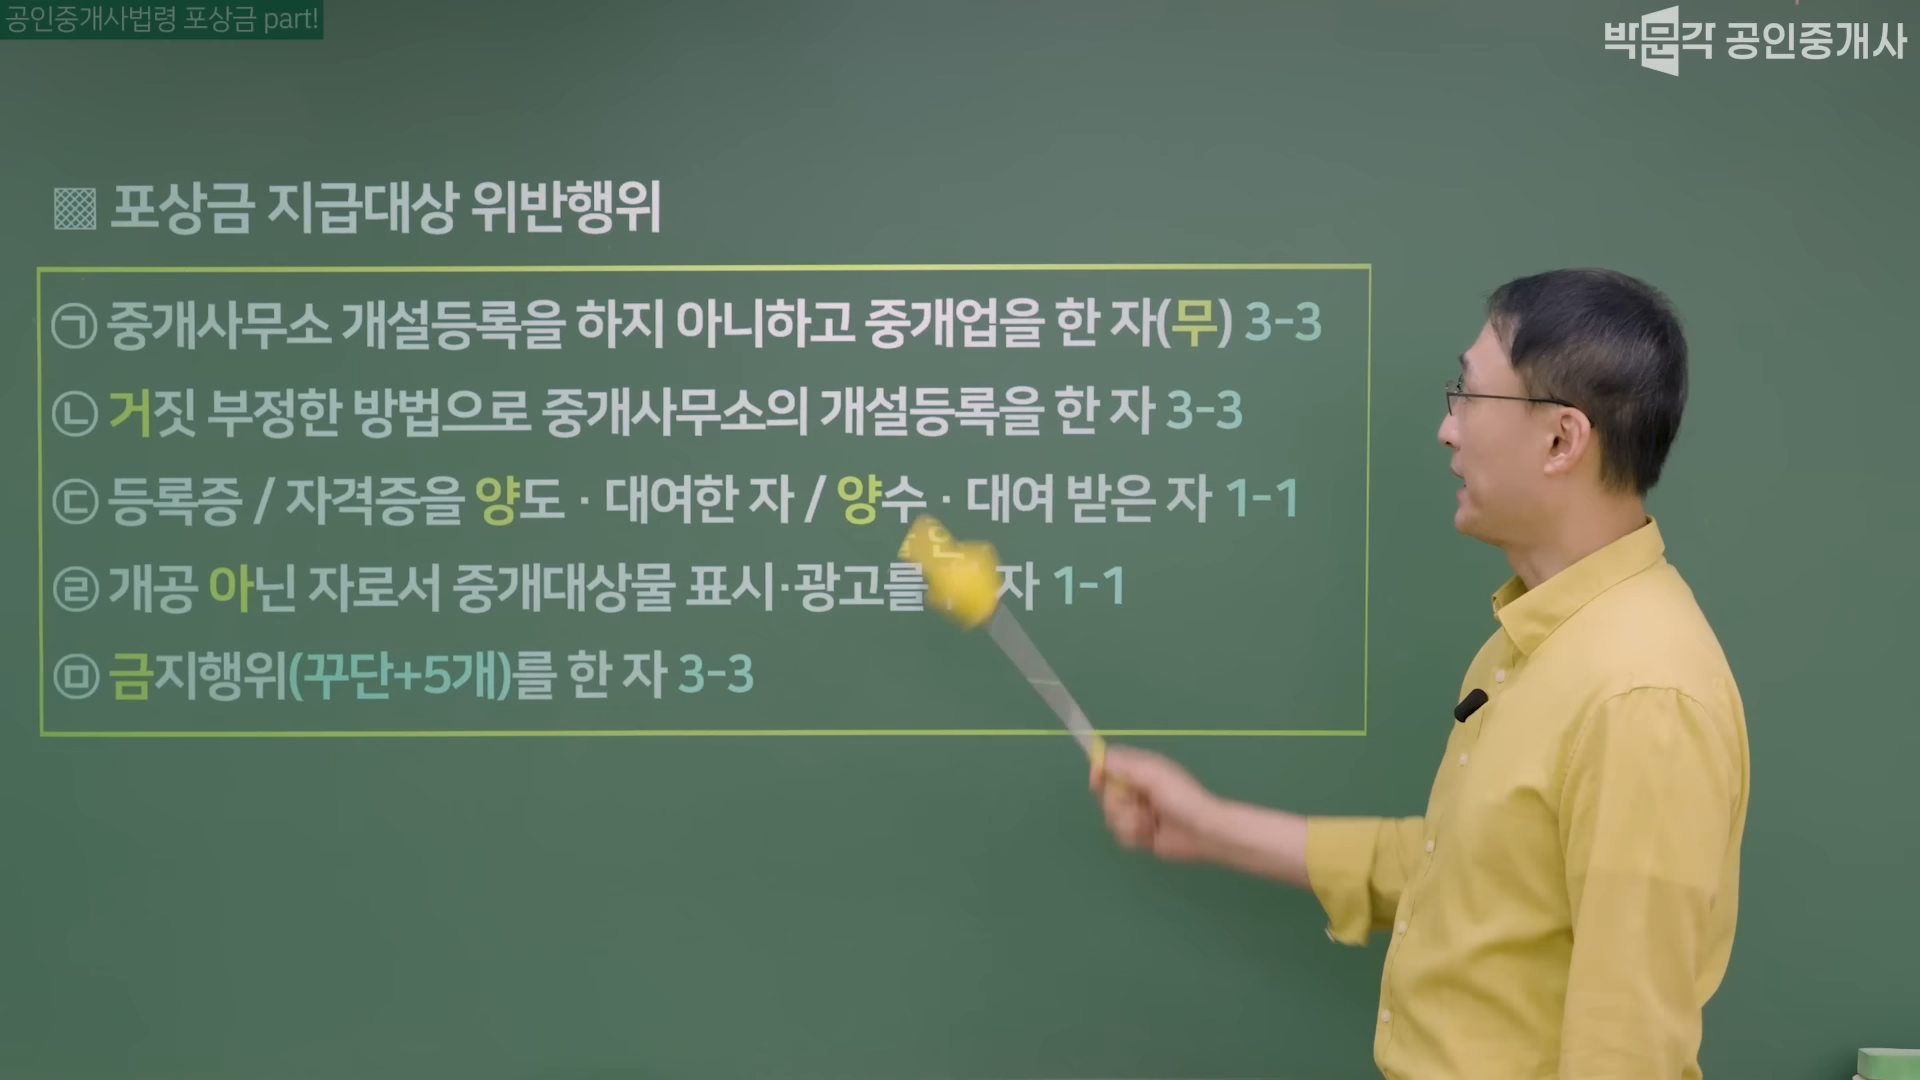 공인중개사법령 포상금 part!
박문각 공인중개사
▩ 포상금 지급대상 위반행위
㉠ 중개사무소 개설등록을 하지 아니하고 중개업을 한 자(무) 3-3
㉡ 거짓 부정한 방법으로 중개사무소의 개설등록을 한 자 3-3
㉢ 등록증 / 자격증을 양도 · 대여한 자 / 양수 · 대여 받은 자 1-1
㉣ 개공 아닌 자로서 중개대상물 표시·광고를 자 1-1
㉤ 금지행위(꾸단+5개)를 한 자 3-3